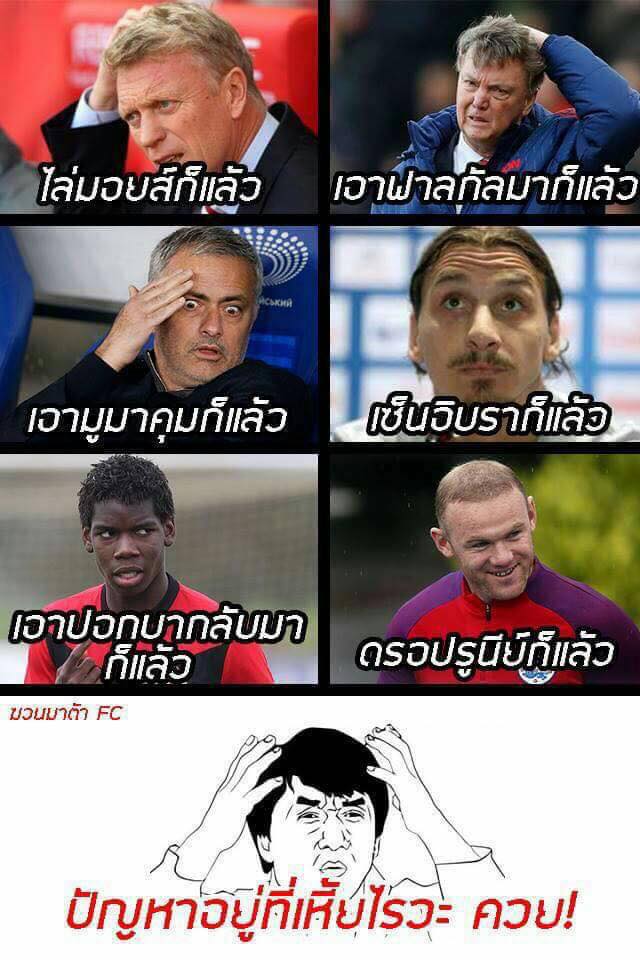 ไล่มอยส์ก็แล้ว
เอาฟาลกัลมาก็แล้ว
เอามูมาคุมก็แล้ว
เซ็นอิบราก็แล้ว
เอาปอกบากลับมา
ก็แล้ว
ดรอปรูนีย์ก็แล้ว
ฆวนมาต้า FC
ปัญหาอยู่ที่เหี้ยไรวะ ควย!